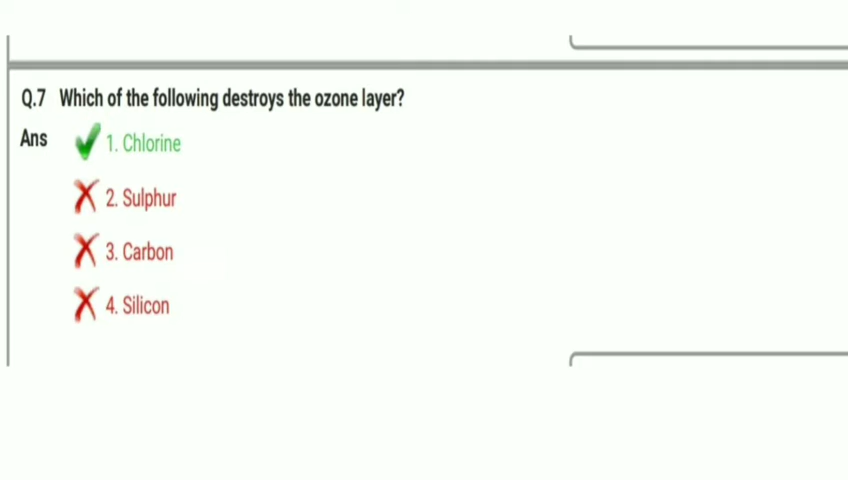 Q.7 Which of the following destroys the ozone layer?
Ans 1. Chlorine
2. Sulphur
3. Carbon
4. Silicon